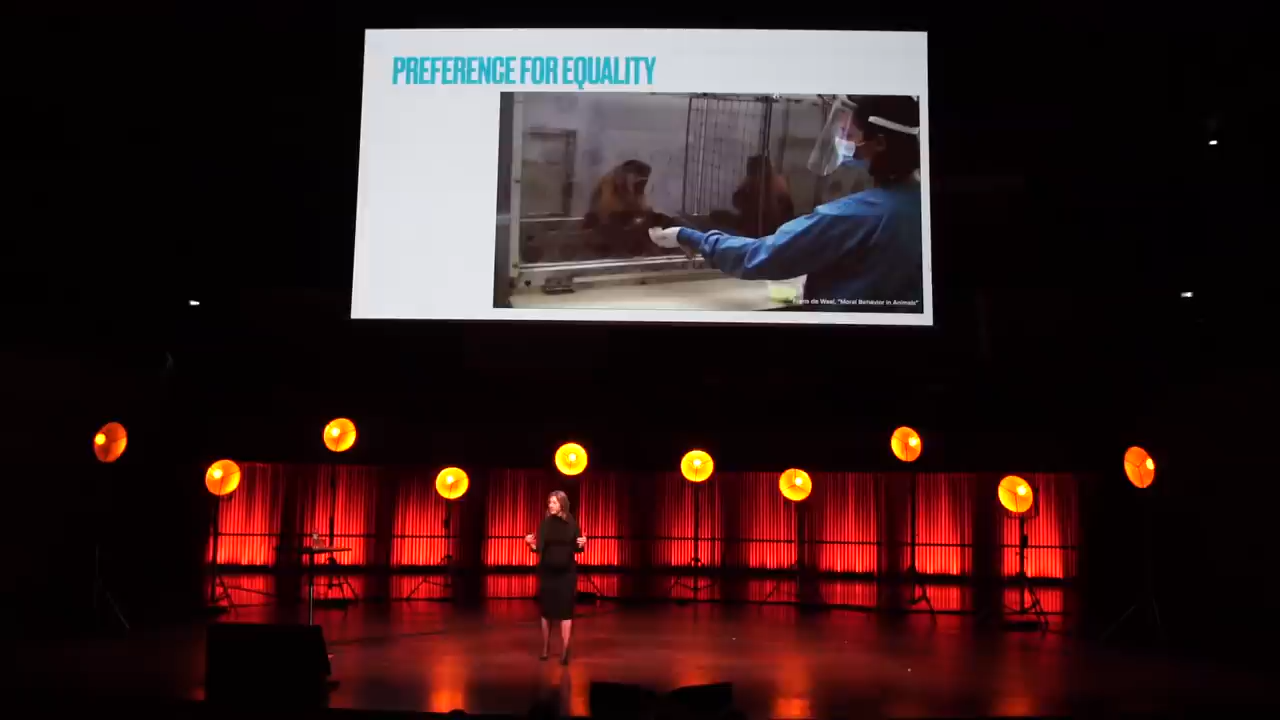 PREFERENCE FOR EQUALITY
Frans de Waal, "Moral Behavior in Animals"